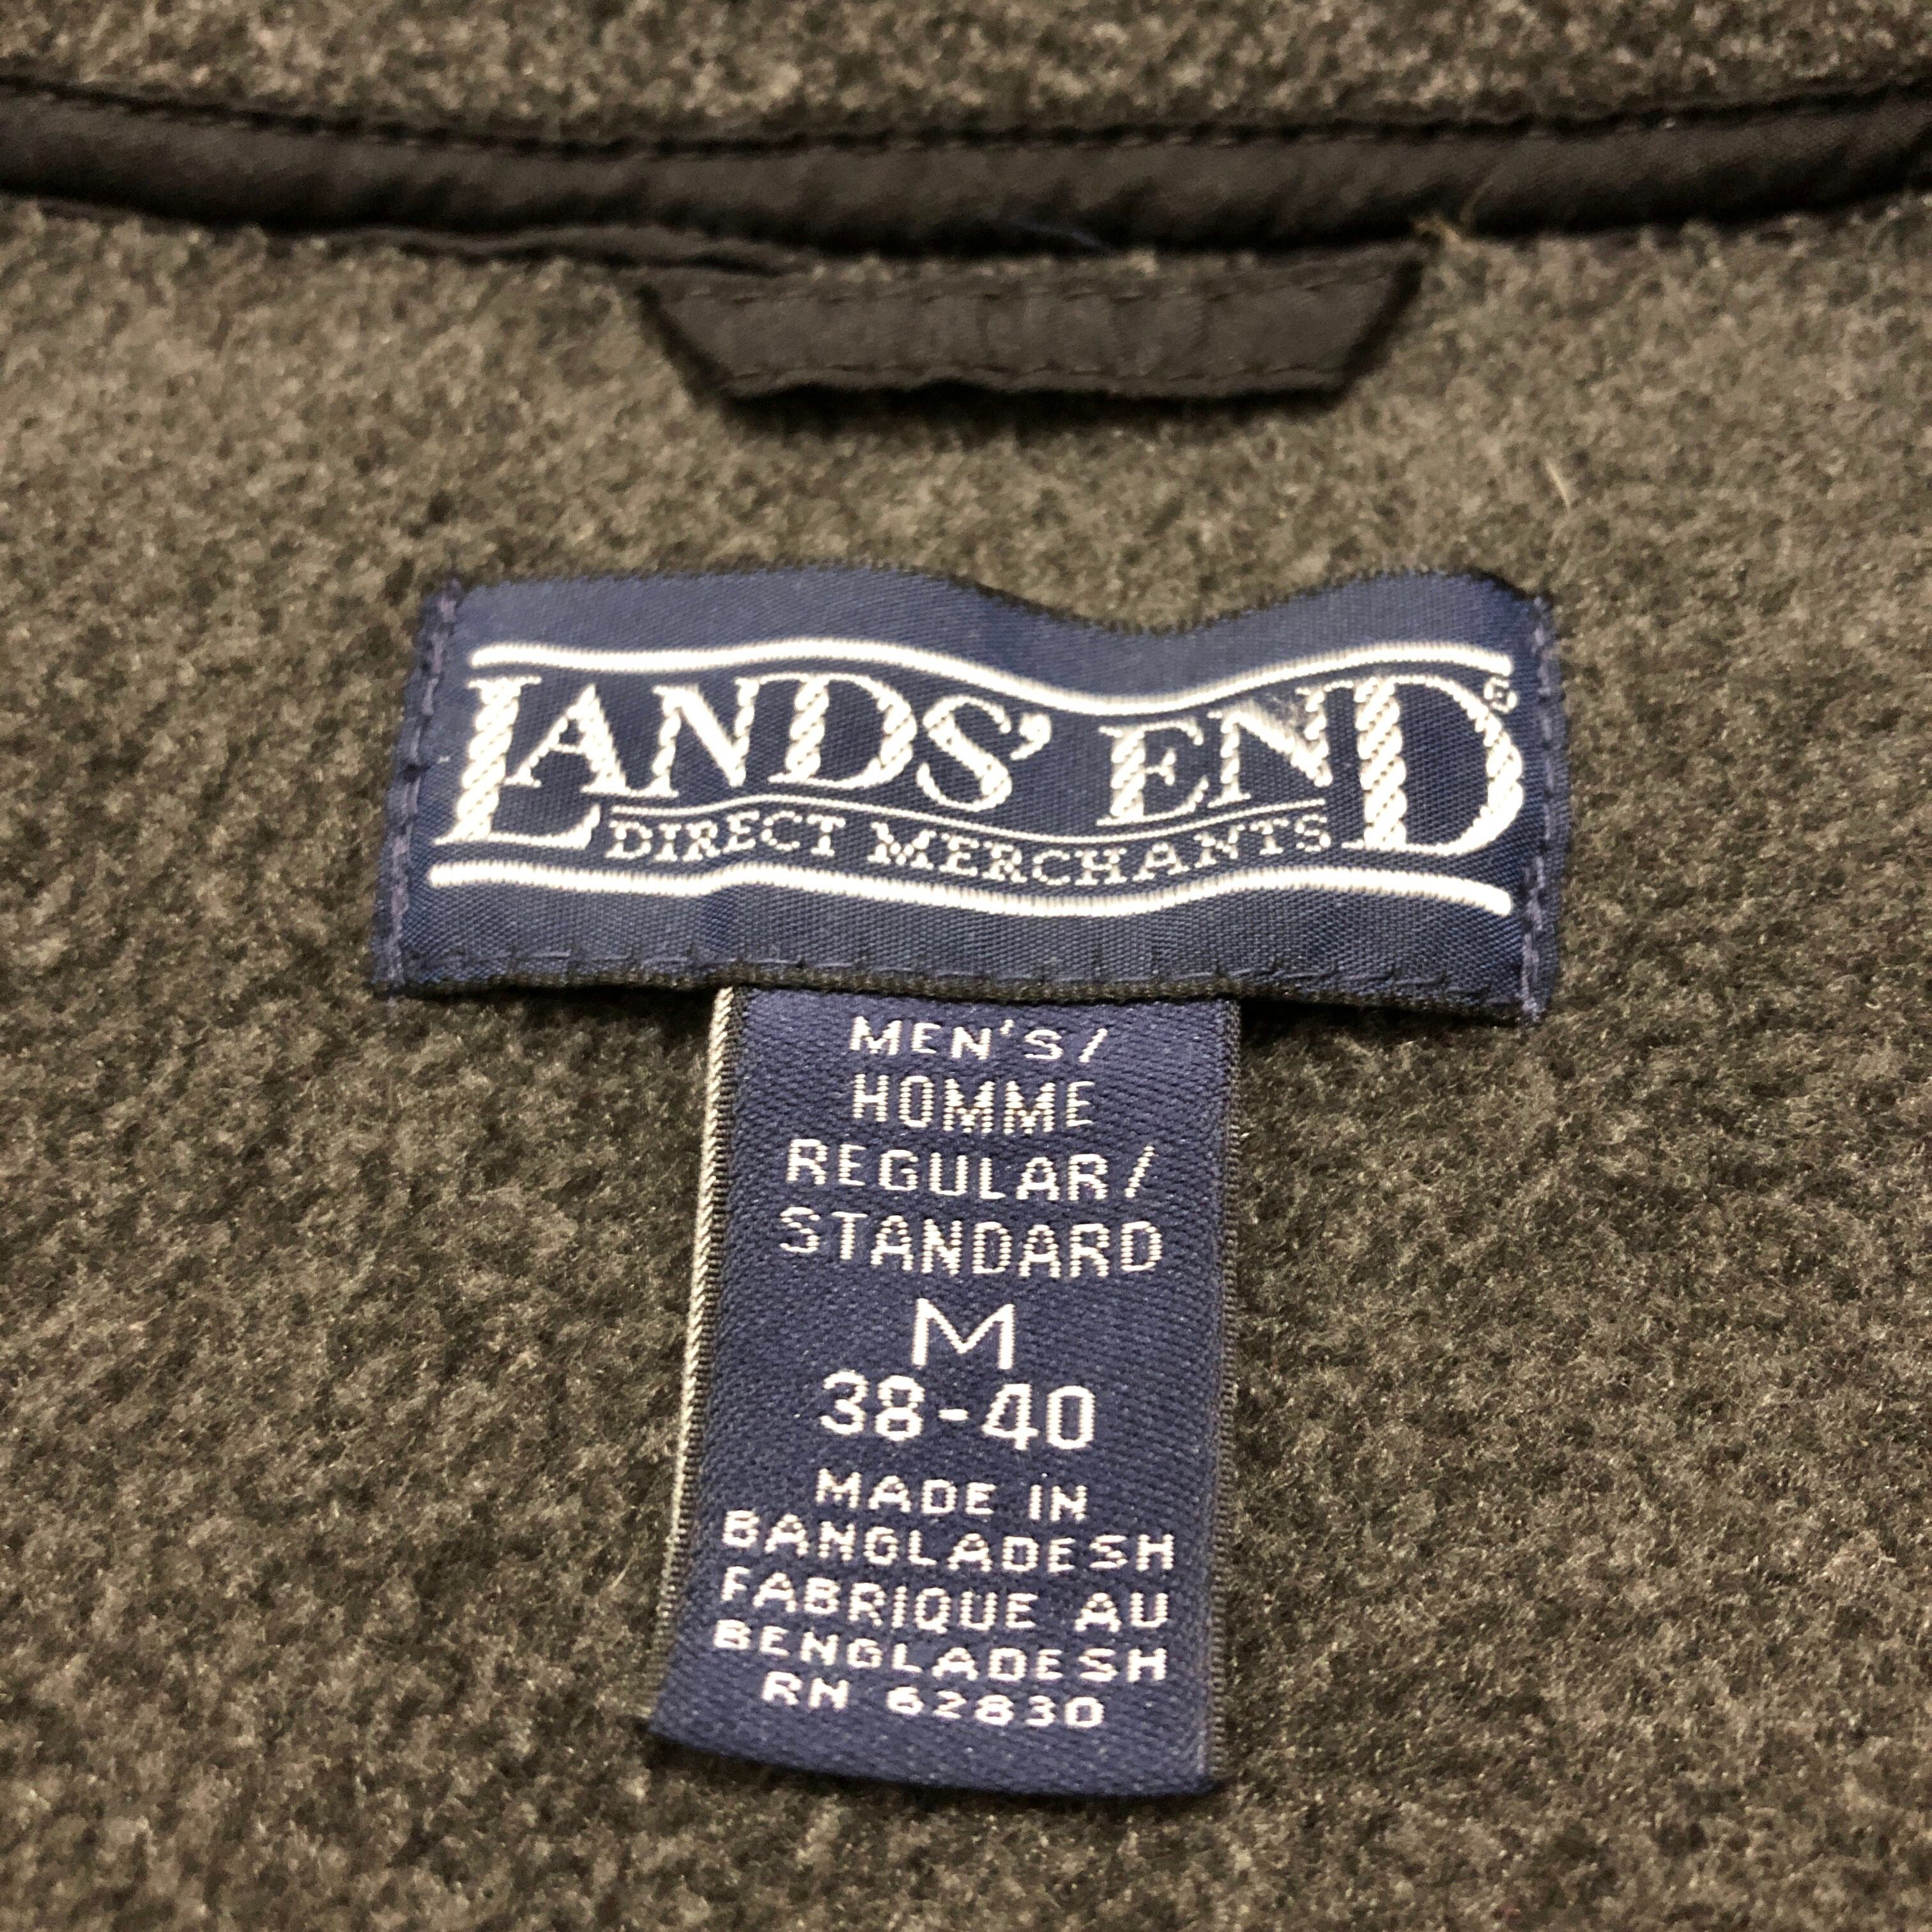 LANDS' END®
DIRECT MERCHANTS
MEN'S/
HOMME
REGULAR/
STANDARD
M
38-40
MADE IN
BANGLADESH
FABRIQUE AU
BENGLADESH
RN 62830